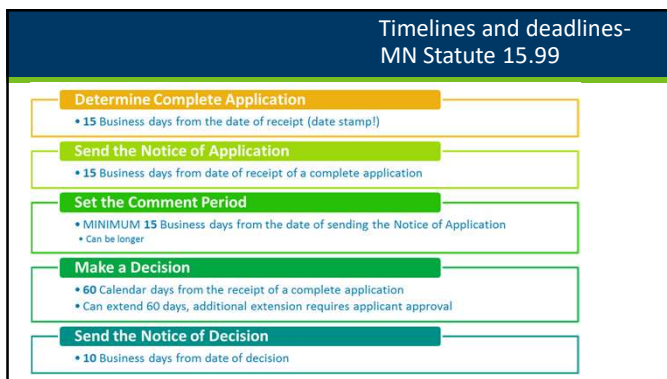 Timelines and deadlines-
MN Statute 15.99
Determine Complete Application
• 15 Business days from the date of receipt (date stamp!)
Send the Notice of Application
• 15 Business days from date of receipt of a complete application
Set the Comment Period
• MINIMUM 15 Business days from the date of sending the Notice of Application
• Can be longer
Make a Decision
• 60 Calendar days from the receipt of a complete application
• Can extend 60 days, additional extension requires applicant approval
Send the Notice of Decision
• 10 Business days from date of decision